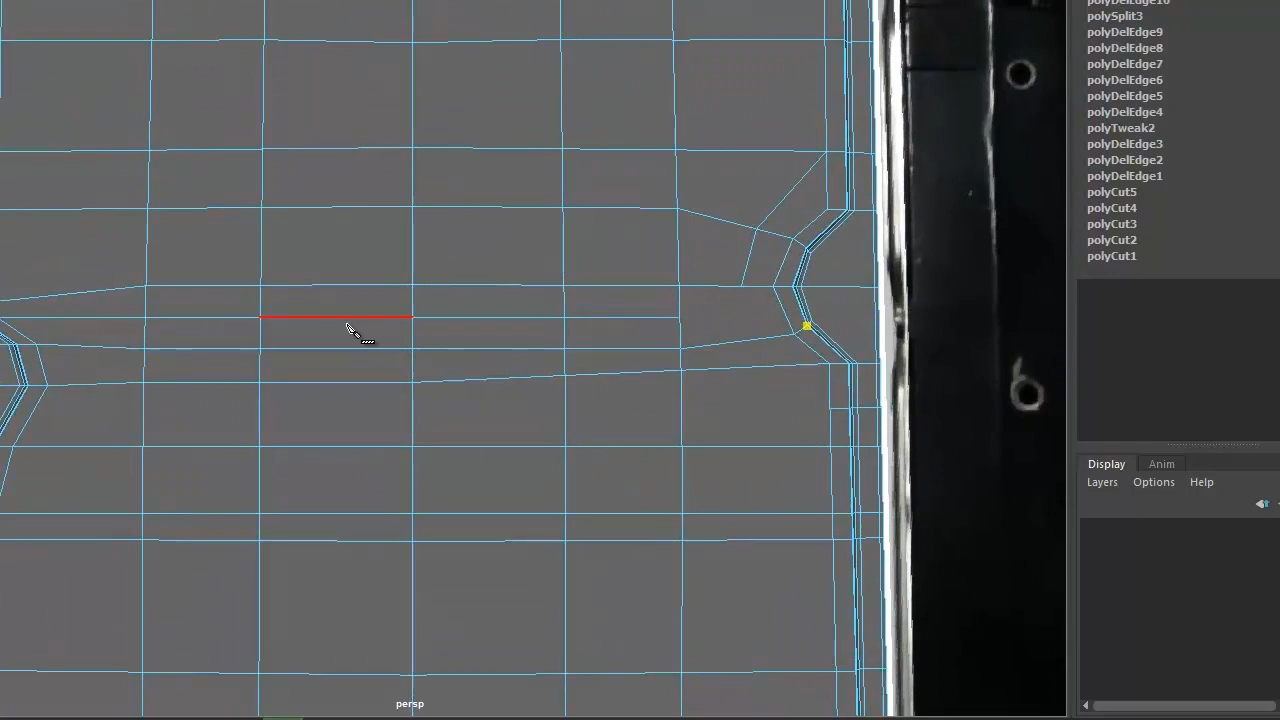 polyDelEdge10
polySplit3
polyDelEdge9
polyDelEdge8
polyDelEdge7
polyDelEdge6
polyDelEdge5
polyDelEdge4
polyTweak2
polyDelEdge3
polyDelEdge2
polyDelEdge1
polyCut5
polyCut4
polyCut3
polyCut2
polyCut1
Display Anim
Layers Options Help
persp